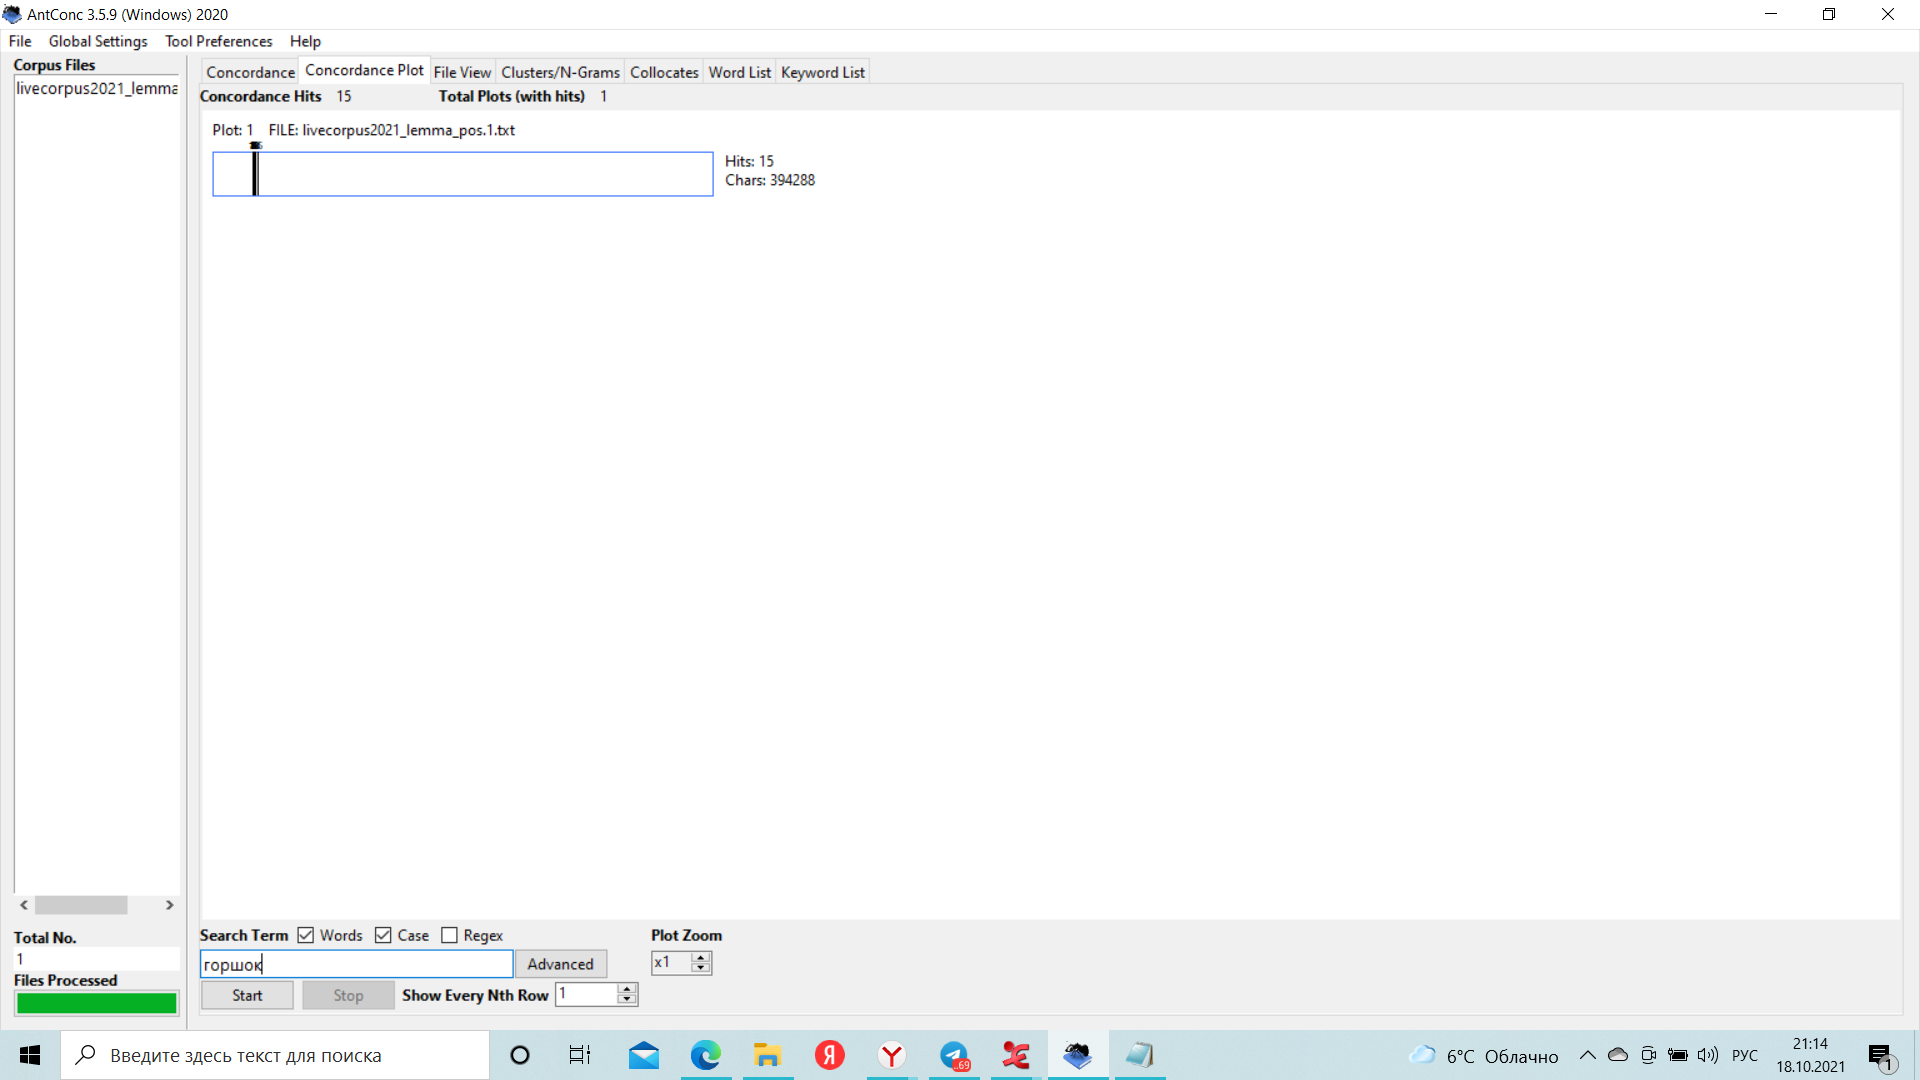 AntConc 3.5.9 (Windows) 2020
File Global Settings Tool Preferences Help
Corpus Files
livecorpus2021_lemma
Concordance Concordance Plot File View Clusters/N-Grams Collocates Word List Keyword List
Concordance Hits 15 Total Plots (with hits) 1
Plot: 1 FILE: livecorpus2021_lemma_pos.1.txt
Hits: 15
Chars: 394288
Total No.
1
Files Processed
Search Term Words Case Regex
Plot Zoom
горшок Advanced
x1
Start Stop Show Every Nth Row 1
Введите здесь текст для поиска
..69
6°C Облачно
РУС
21:14
18.10.2021
1